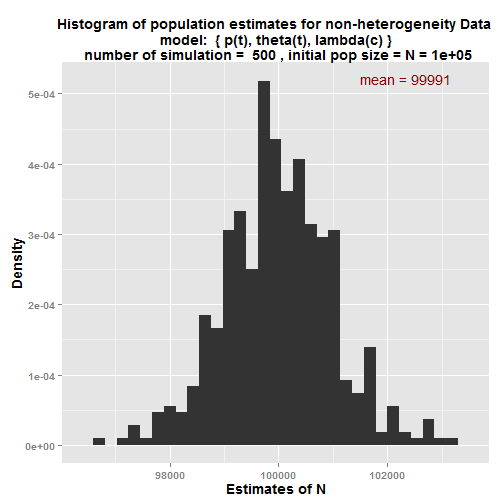 Histogram of population estimates for non-heterogeneity Data
model:  { p(t), theta(t), lambda(c) }
number of simulation =  500 , initial pop size = N = 1e+05
mean = 99991
5e-04
4e-04
3e-04
2e-04
1e-04
0e+00
Density
98000
100000
102000
Estimates of N